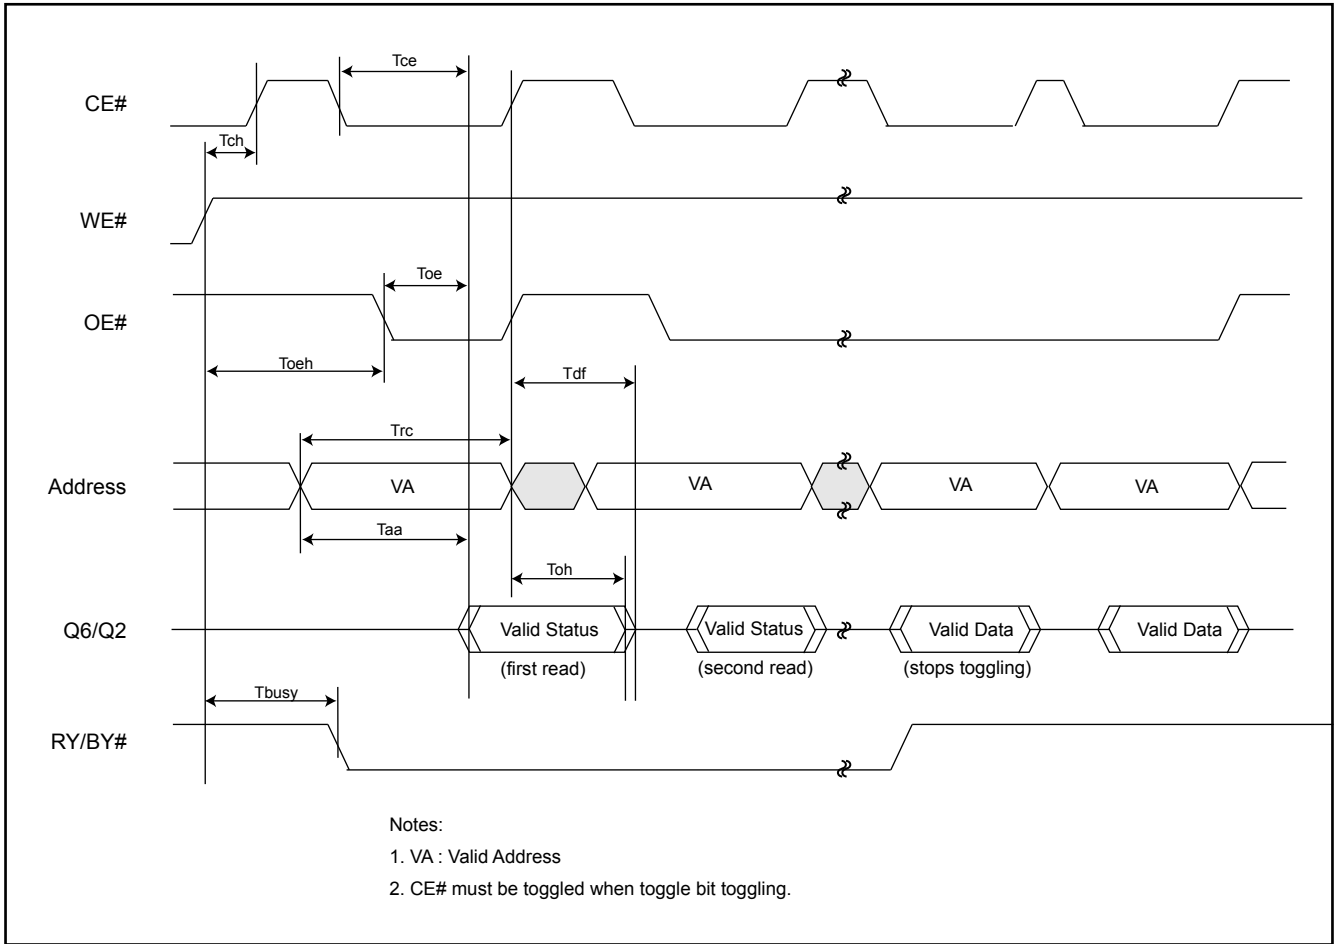 Tce
CE#
Tch
WE#
Toe
OE#
Toeh
Tdf
Trc
Address
VA
VA
VA
VA
Taa
Toh
Q6/Q2
Valid Status
Valid Status
Valid Data
Valid Data
(first read)
(second read)
(stops toggling)
Tbusy
RY/BY#
Notes:
1. VA : Valid Address
2. CE# must be toggled when toggle bit toggling.